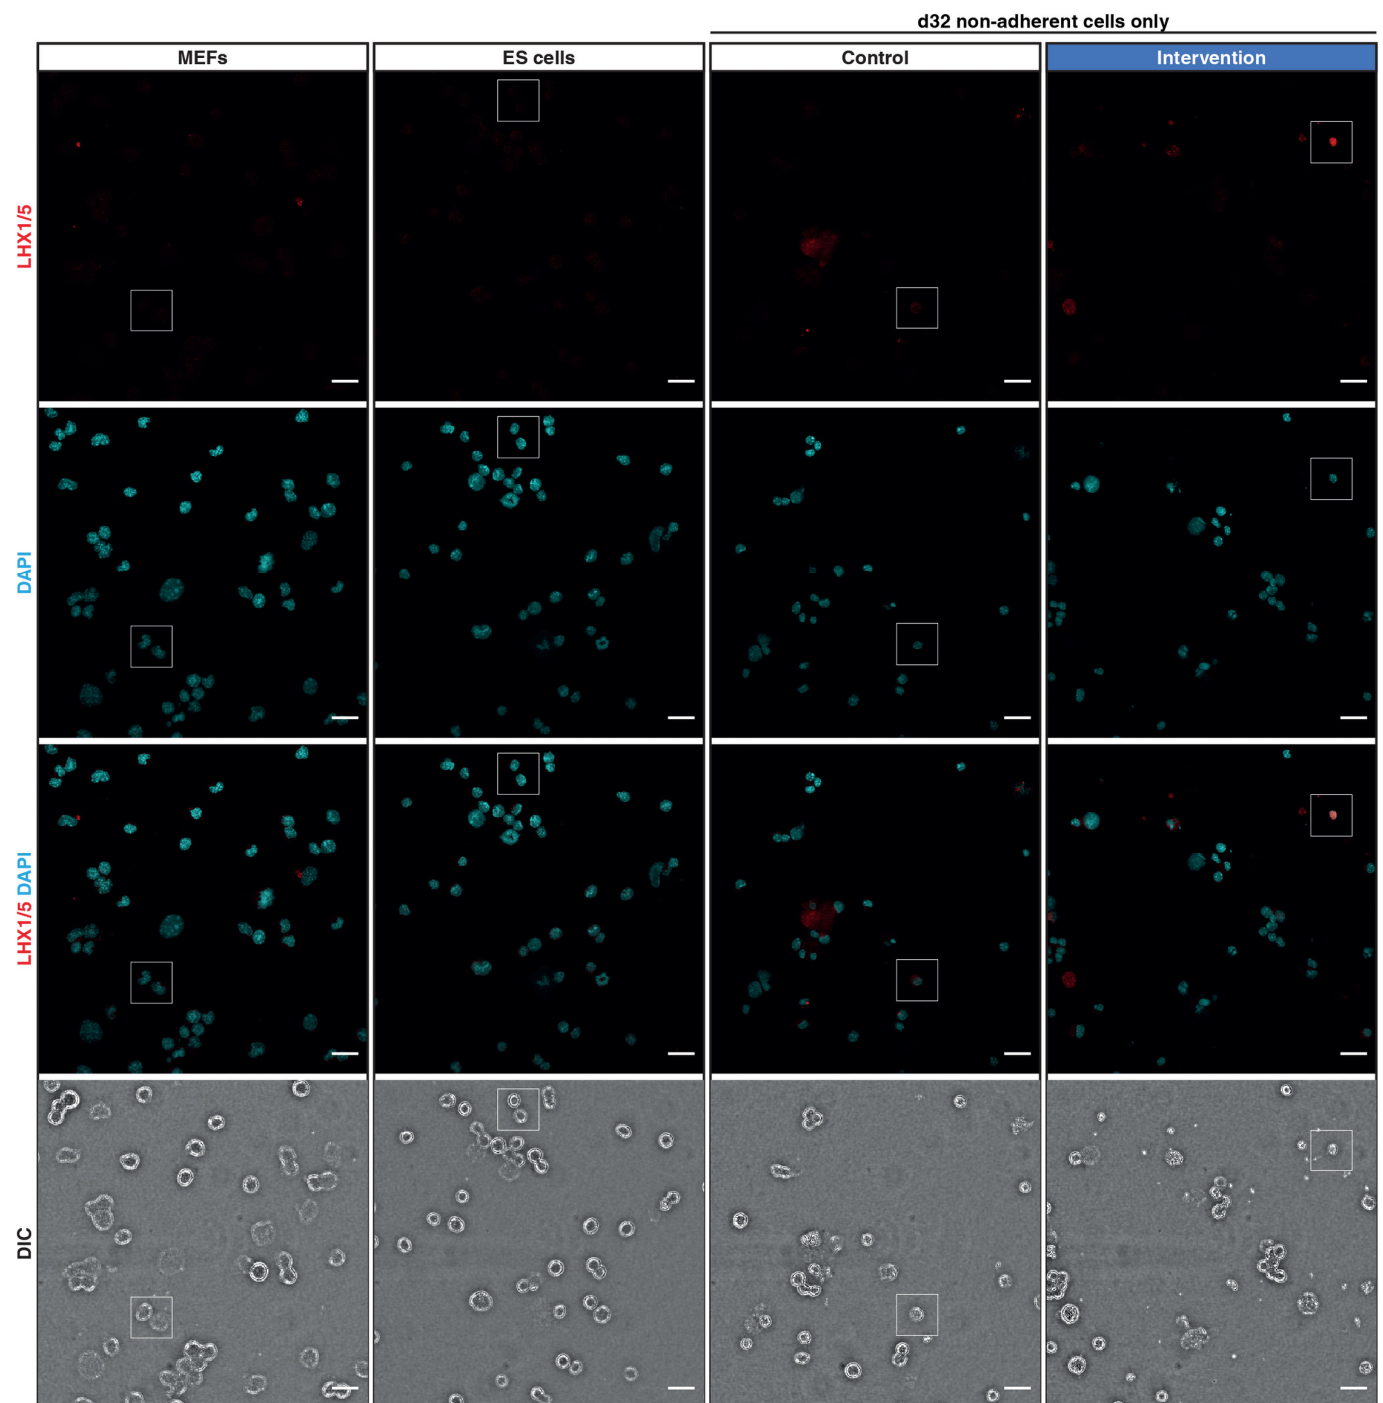 d32 non-adherent cells only
MEFs
ES cells
Control
Intervention
LHX1/5
DAPI
LHX1/5 DAPI
DIC